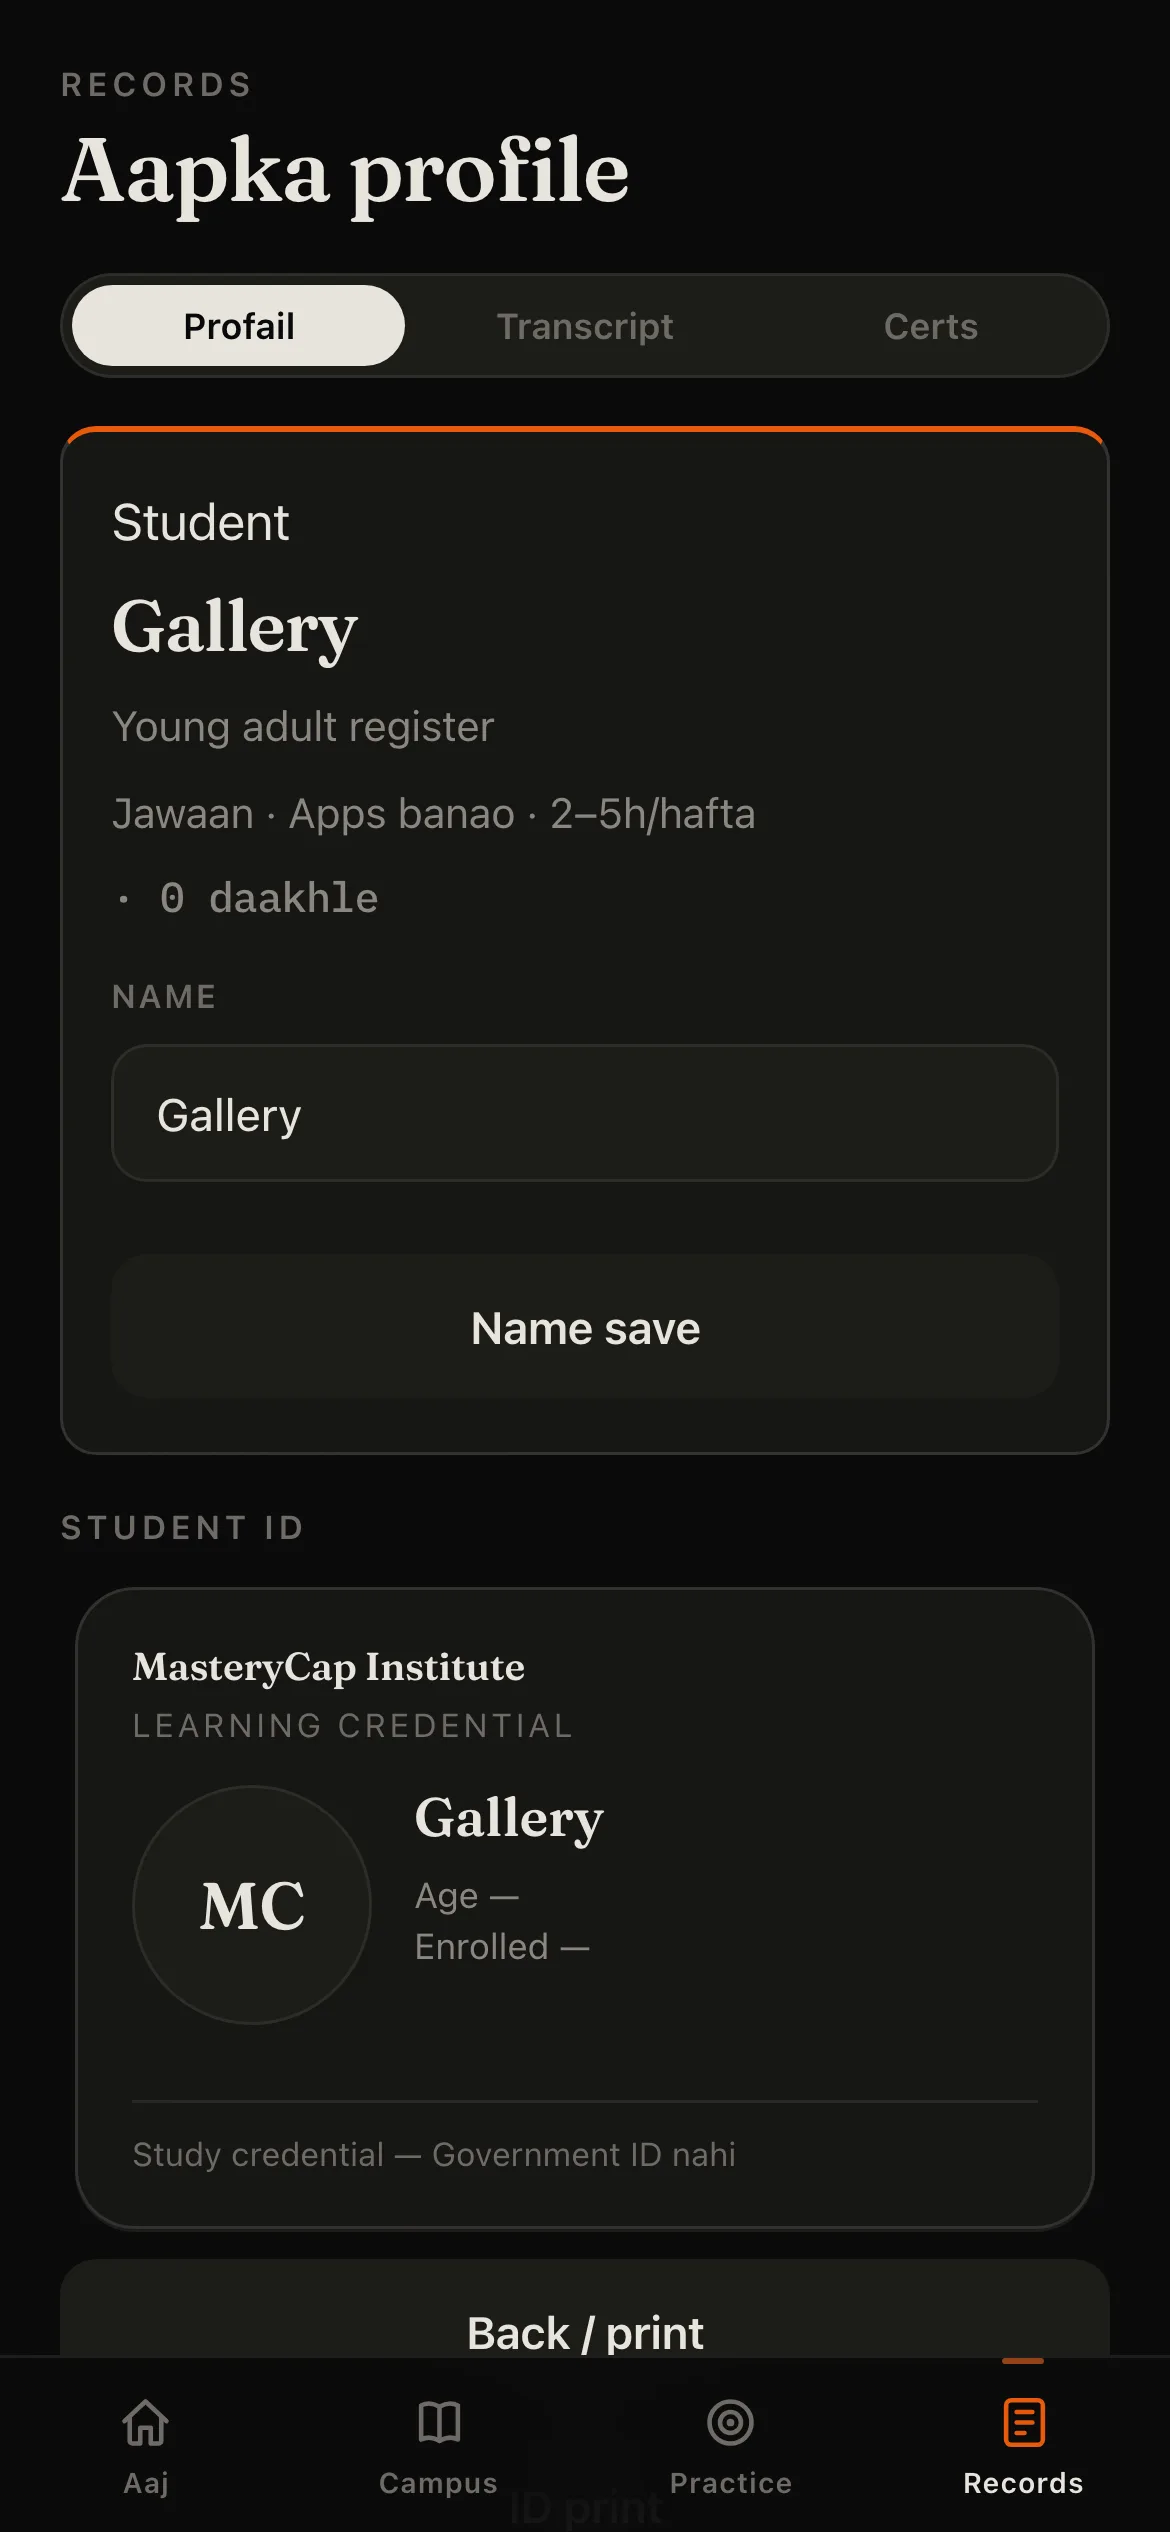 RECORDS
Aapka profile
Profail
Transcript
Certs
Student
Gallery
Young adult register
Jawaan · Apps banao · 2–5h/hafta
· 0 daakhle
NAME
Gallery
Name save
STUDENT ID
MasteryCap Institute
LEARNING CREDENTIAL
MC
Gallery
Age —
Enrolled —
Study credential — Government ID nahi
Back / print
Aaj
Campus
Practice
Records
ID print